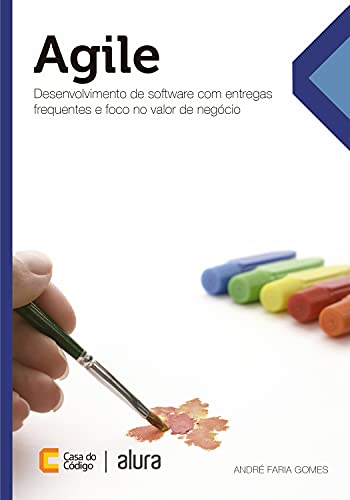 Agile
Desenvolvimento de software com entregas
frequentes e foco no valor de negócio
Casa do
Código
alura
ANDRÉ FARIA GOMES